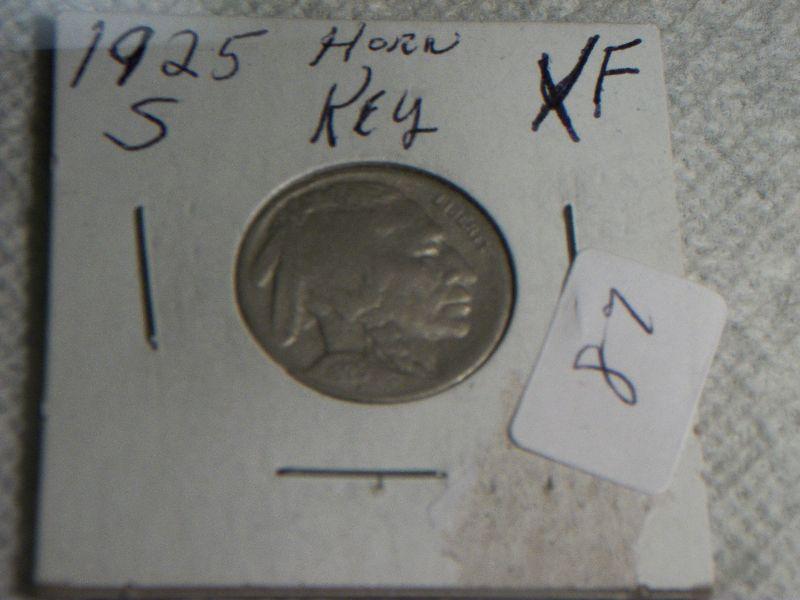 1925 HORN XF
S KEY
LIBERTY
87